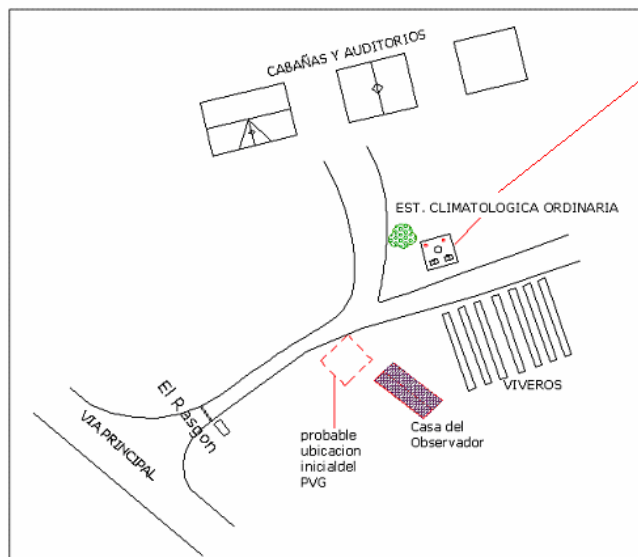 CABAÑAS Y AUDITORIOS
EST. CLIMATOLOGICA ORDINARIA
VIVEROS
El Rasgon
VIA PRINCIPAL
probable
ubicacion
inicialdel
PVG
Casa del
Observador